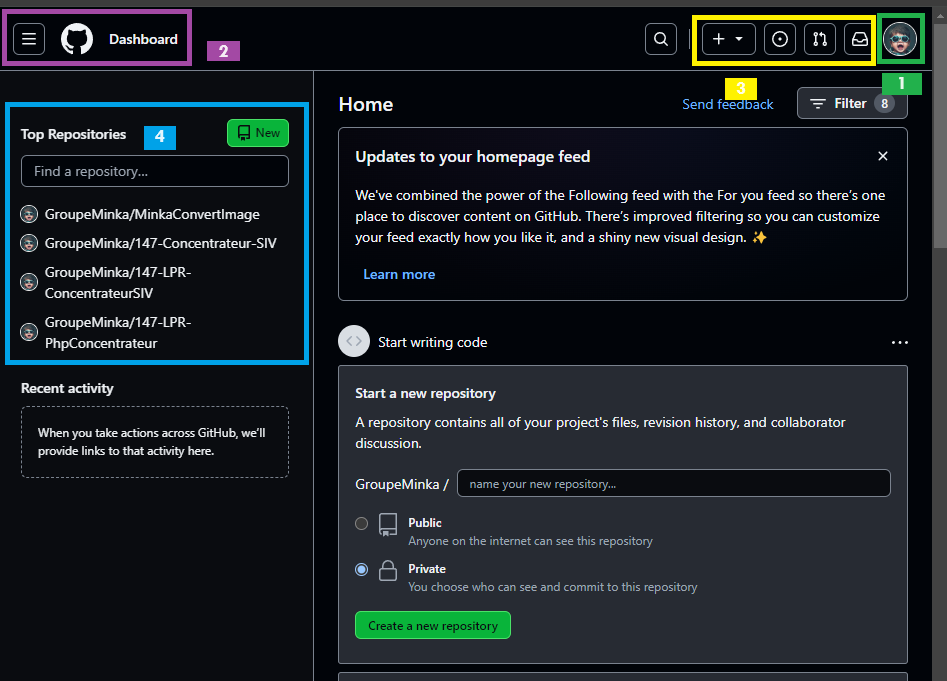 Dashboard
2
3
1
Top Repositories
4
New
Find a repository...
GroupeMinka/MinkaConvertImage
GroupeMinka/147-Concentrateur-SIV
GroupeMinka/147-LPR-
ConcentrateurSIV
GroupeMinka/147-LPR-
PhpConcentrateur
Recent activity
When you take actions across GitHub, we’ll
provide links to that activity here.
Home
Send feedback
Filter 8
Updates to your homepage feed
We've combined the power of the Following feed with the For you feed so there’s one
place to discover content on GitHub. There’s improved filtering so you can customize
your feed exactly how you like it, and a shiny new visual design. ✨
Learn more
Start writing code
Start a new repository
A repository contains all of your project's files, revision history, and collaborator
discussion.
GroupeMinka / name your new repository...
Public
Anyone on the internet can see this repository
Private
You choose who can see and commit to this repository
Create a new repository